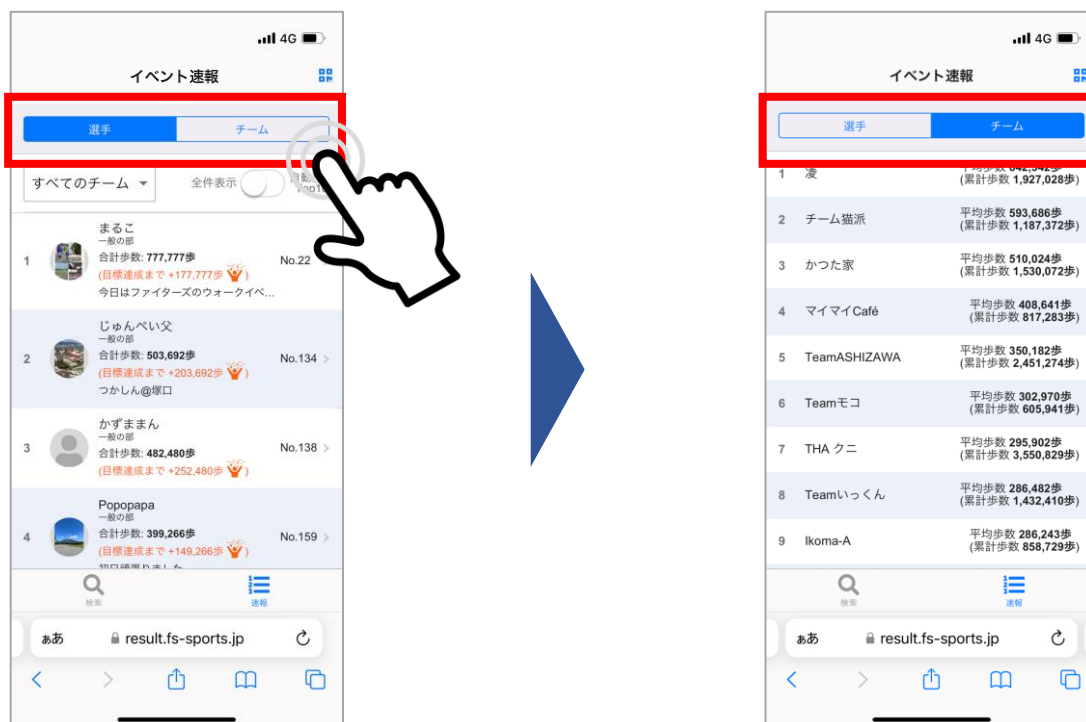 4G
イベント速報
選手 チーム
すべてのチーム 全件表示
まるこ
一般の部
1 合計歩数: 777,777歩 No.22
(目標達成まで +177,777歩 )
今日はファイターズのウォークイベ...
じゅんぺい父
一般の部
2 合計歩数: 503,692歩 No.134
(目標達成まで +203,692歩 )
つかしん@塚口
かずままん
一般の部
3 合計歩数: 482,480歩 No.138
(目標達成まで +252,480歩 )
Popopapa
一般の部
4 合計歩数: 399,266歩 No.159
(目標達成まで +149,266歩 )
初日頑張りました
検索 速報
ぁあ result.fs-sports.jp
4G
イベント速報
選手 チーム
1 凌
(累計歩数 1,927,028歩)
2 チーム猫派 平均歩数 593,686歩
(累計歩数 1,187,372歩)
3 かつた家 平均歩数 510,024歩
(累計歩数 1,530,072歩)
4 マイマイCafé 平均歩数 408,641歩
(累計歩数 817,283歩)
5 TeamASHIZAWA 平均歩数 350,182歩
(累計歩数 2,451,274歩)
6 Teamモコ 平均歩数 302,970歩
(累計歩数 605,941歩)
7 THA クニ 平均歩数 295,902歩
(累計歩数 3,550,829歩)
8 Teamいっくん 平均歩数 286,482歩
(累計歩数 1,432,410歩)
9 Ikoma-A 平均歩数 286,243歩
(累計歩数 858,729歩)
検索 速報
ぁあ result.fs-sports.jp